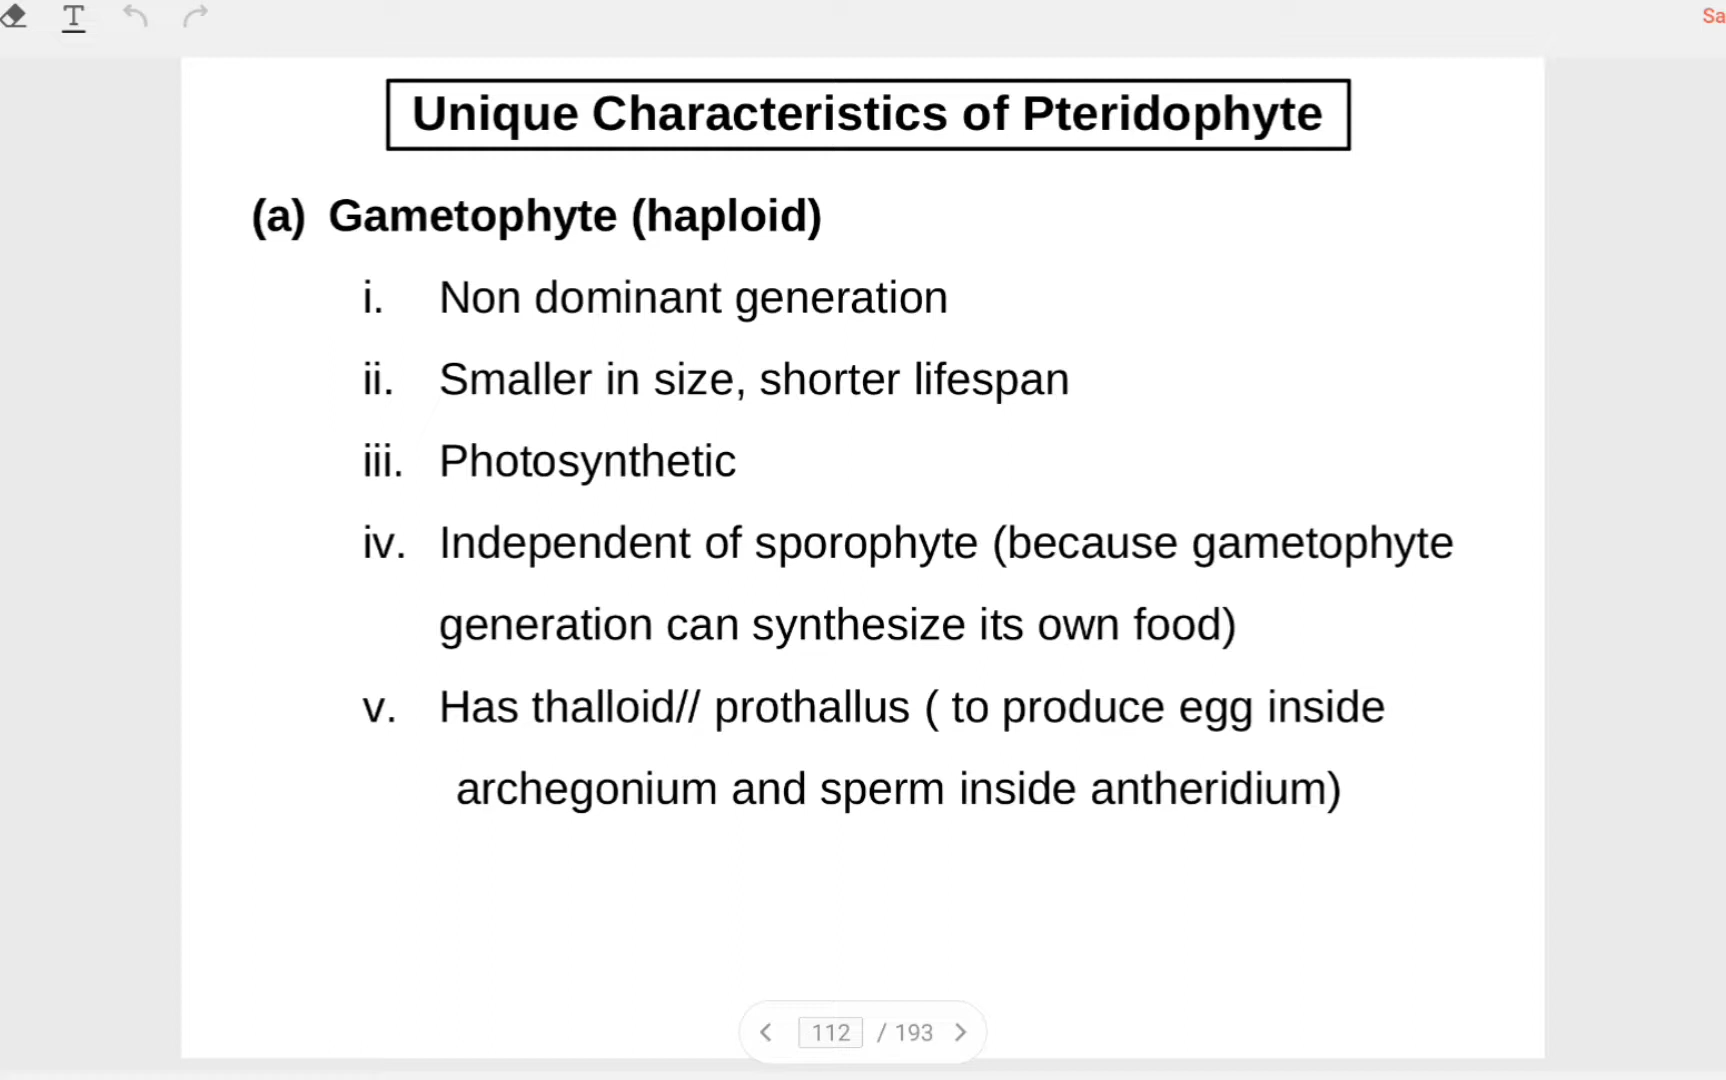 T
Sa
Unique Characteristics of Pteridophyte
(a) Gametophyte (haploid)
i. Non dominant generation
ii. Smaller in size, shorter lifespan
iii. Photosynthetic
iv. Independent of sporophyte (because gametophyte
generation can synthesize its own food)
v. Has thalloid// prothallus ( to produce egg inside
archegonium and sperm inside antheridium)
112 / 193